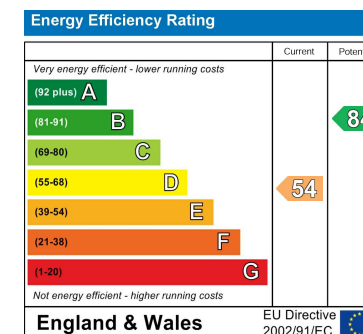 Energy Efficiency Rating
Current Poten
Very energy efficient - lower running costs
(92 plus) A
(81-91) B 84
(69-80) C
(55-68) D
54
(39-54) E
(21-38) F
(1-20) G
Not energy efficient - higher running costs
England & Wales
EU Directive
2002/91/EC